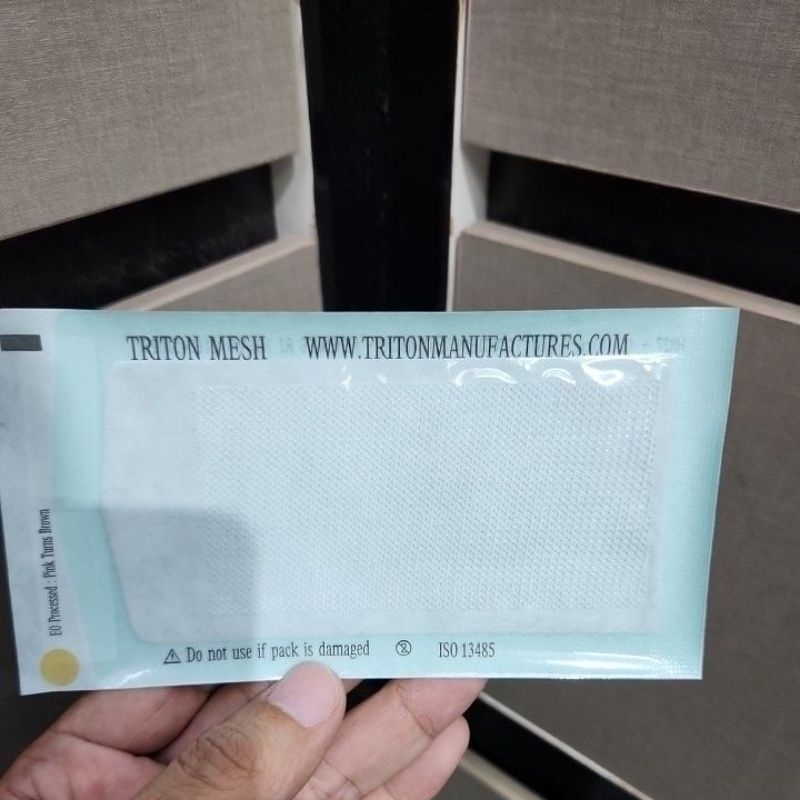 TRITON MESH WWW.TRITONMANUFACTURES.COM
EO Processed : Pink Turns Brown
⚠ Do not use if pack is damaged ISO 13485